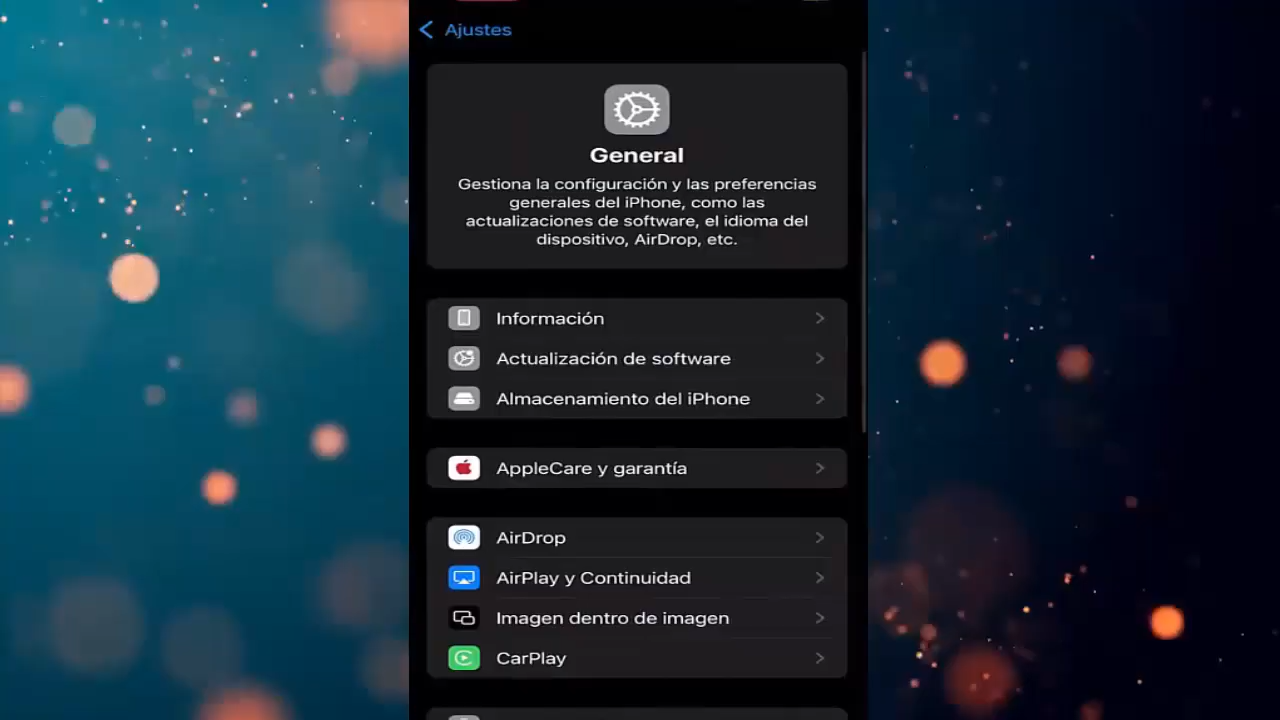 Ajustes
General
Gestiona la configuración y las preferencias
generales del iPhone, como las
actualizaciones de software, el idioma del
dispositivo, AirDrop, etc.
Información
Actualización de software
Almacenamiento del iPhone
AppleCare y garantía
AirDrop
AirPlay y Continuidad
Imagen dentro de imagen
CarPlay